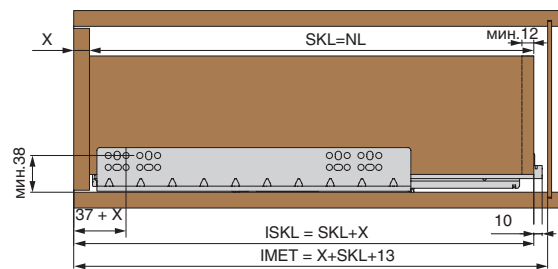 X
SKL=NL
мин.12
мин.38
37 + X
10
ISKL = SKL+X
IMET = X+SKL+13